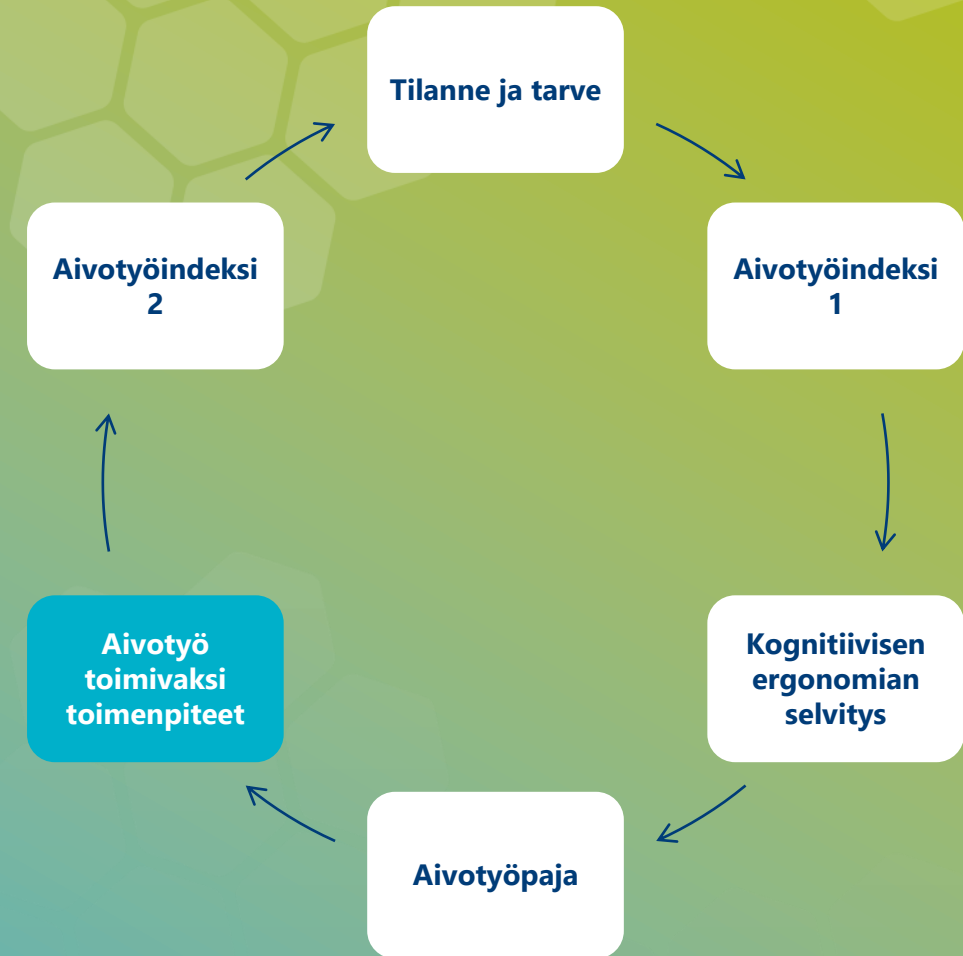 Tilanne ja tarve
Aivotyöindeksi
1
Kognitiivisen
ergonomian
selvitys
Aivotyöpaja
Aivotyö
toimivaksi
toimenpiteet
Aivotyöindeksi
2